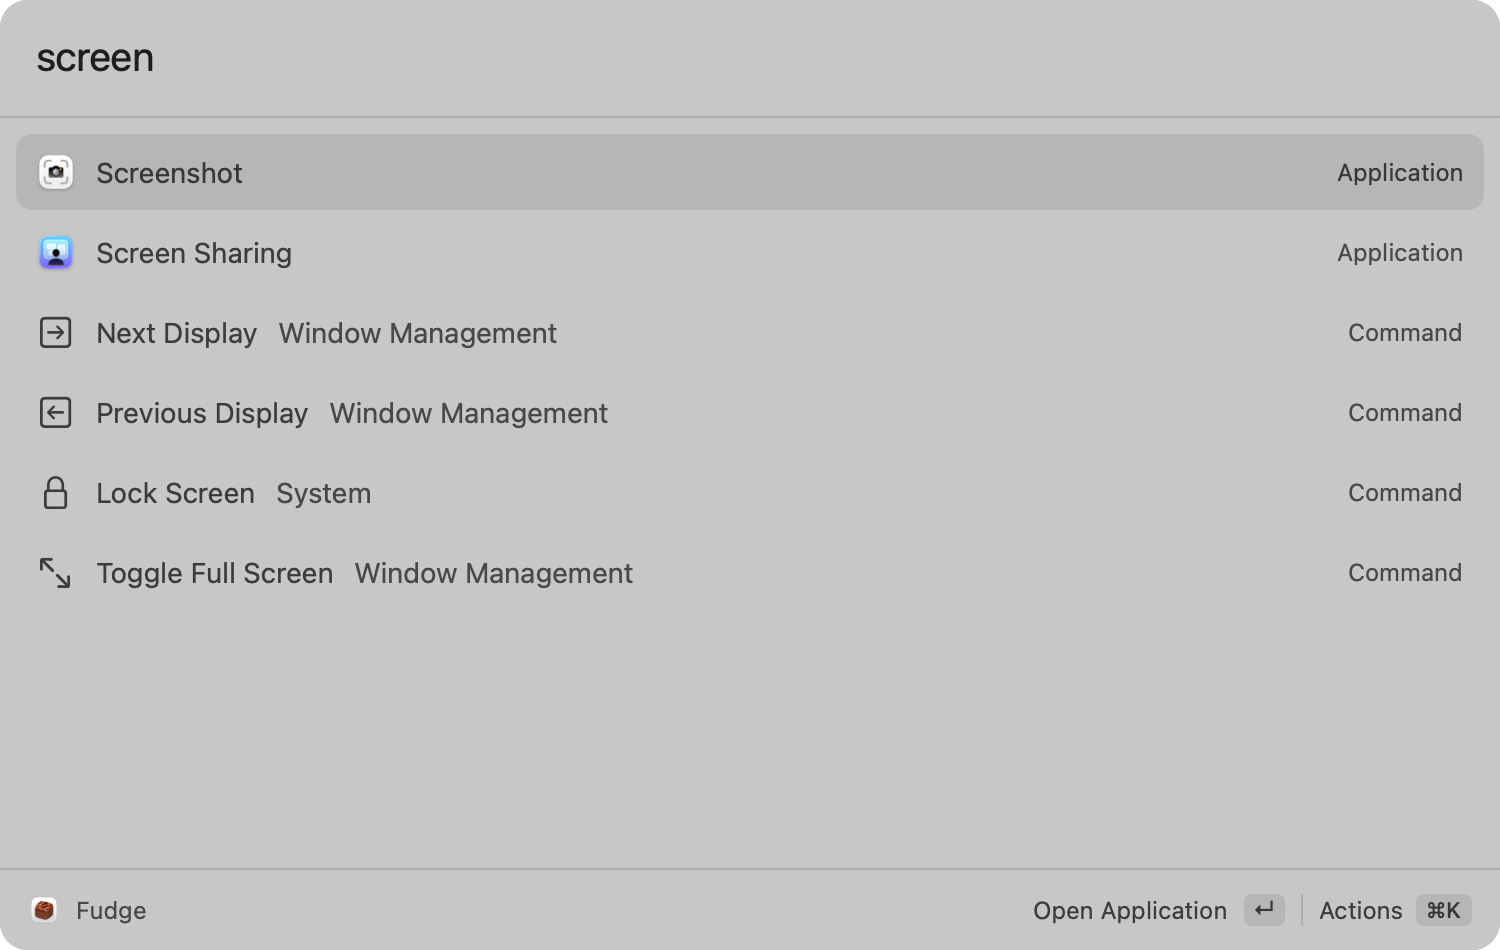 screen
Screenshot Application
Screen Sharing Application
Next Display Window Management Command
Previous Display Window Management Command
Lock Screen System Command
Toggle Full Screen Window Management Command
Fudge Open Application ↵ Actions ⌘K